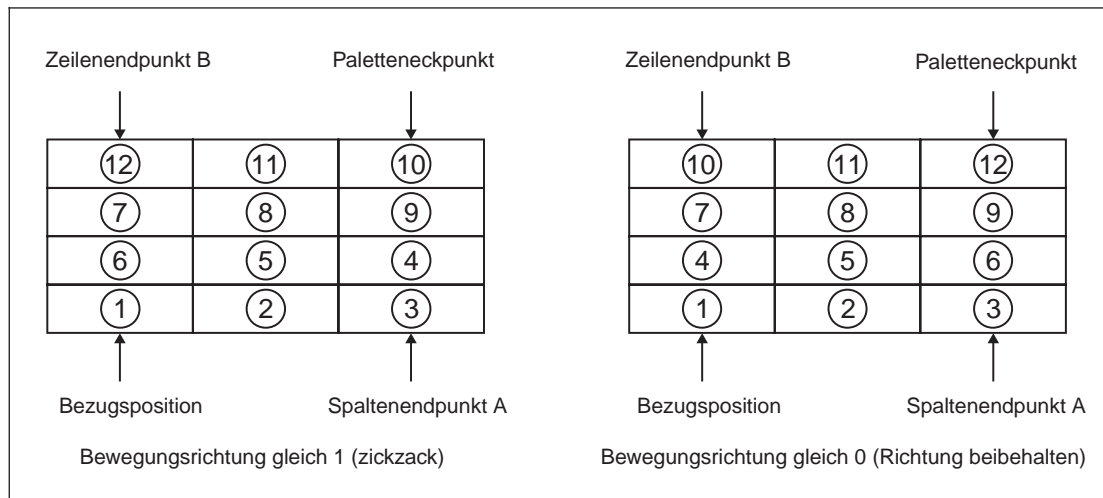 Zeilenendpunkt B Paletteneckpunkt Zeilenendpunkt B Paletteneckpunkt
12 11 10 10 11 12
7 8 9 7 8 9
6 5 4 4 5 6
1 2 3 1 2 3
Bezugsposition Spaltenendpunkt A Bezugsposition Spaltenendpunkt A
Bewegungsrichtung gleich 1 (zickzack) Bewegungsrichtung gleich 0 (Richtung beibehalten)